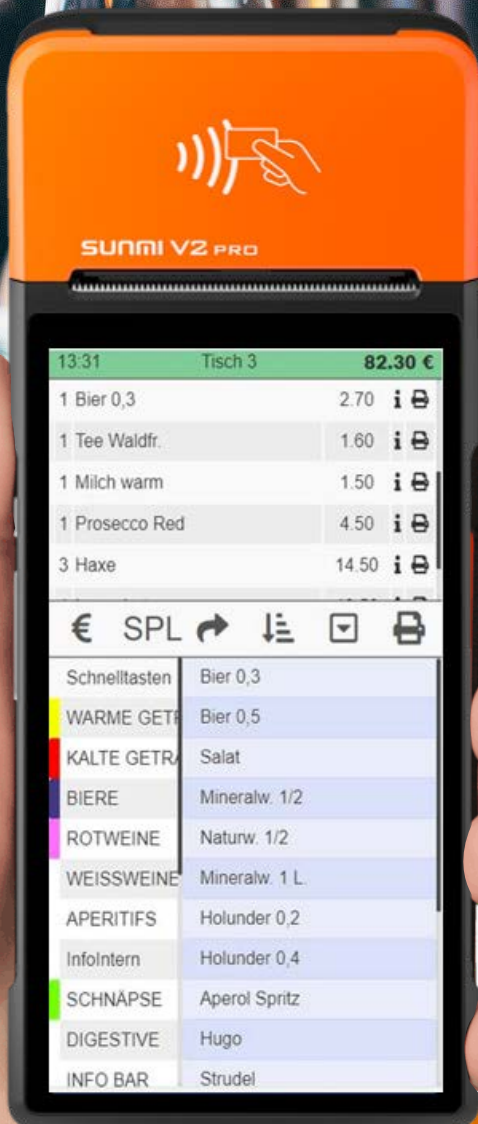 SUNMI V2 PRO
13:31 Tisch 3 82.30 €
1 Bier 0,3 2.70 i
1 Tee Waldfr. 1.60 i
1 Milch warm 1.50 i
1 Prosecco Red 4.50 i
3 Haxe 14.50 i
€ SPL
Schnelltasten Bier 0,3
WARME GETR Bier 0,5
KALTE GETRA Salat
BIERE Mineralw. 1/2
ROTWEINE Naturw. 1/2
WEISSWEINE Mineralw. 1 L.
APERITIFS Holunder 0,2
InfoIntern Holunder 0,4
SCHNÄPSE Aperol Spritz
DIGESTIVE Hugo
INFO BAR Strudel